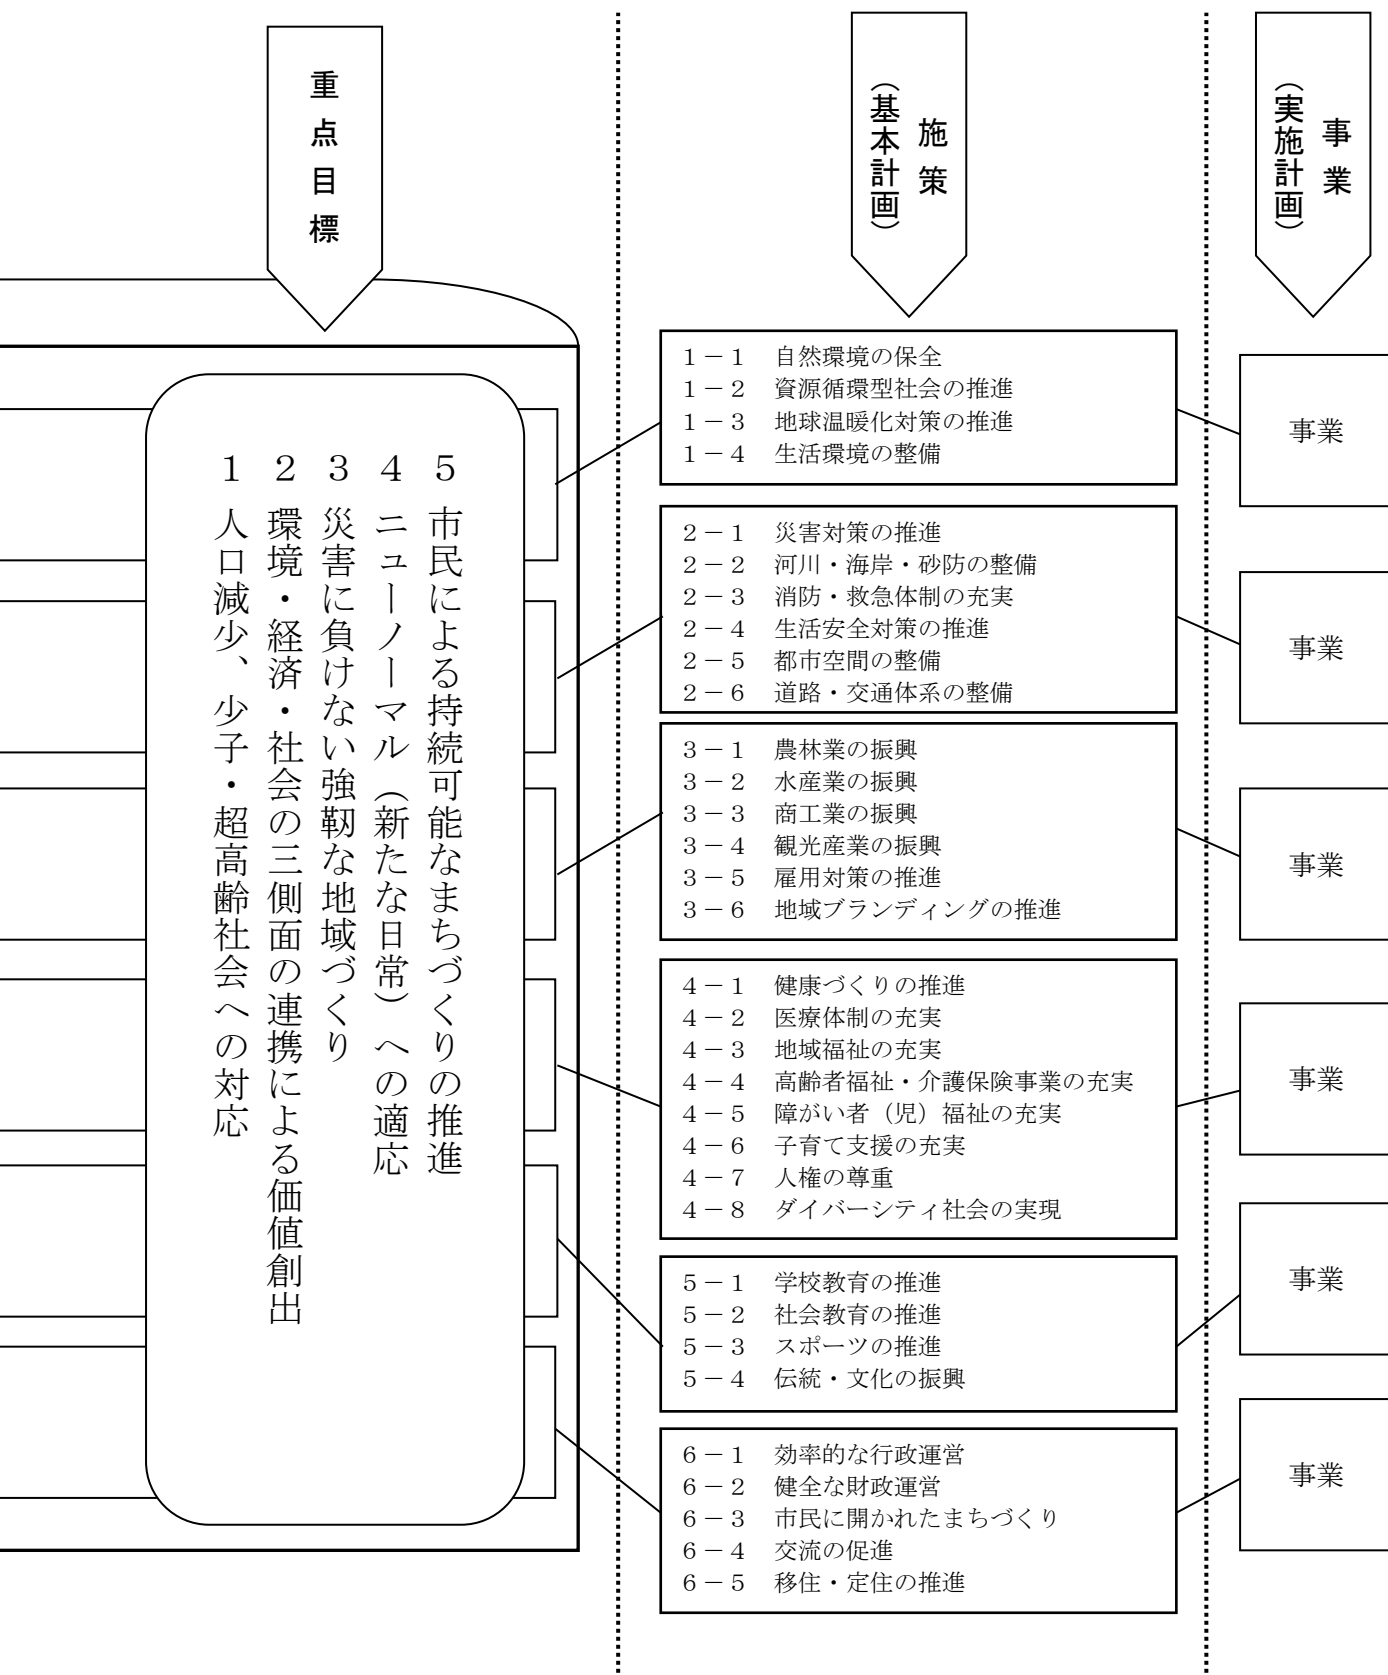 重点目標
施策
（基本計画）
事業
（実施計画）
１　人口減少、少子・超高齢社会への対応
２　環境・経済・社会の三側面の連携による価値創出
３　災害に負けない強靭な地域づくり
４　ニューノーマル（新たな日常）への適応
５　市民による持続可能なまちづくりの推進
１－１　自然環境の保全
１－２　資源循環型社会の推進
１－３　地球温暖化対策の推進
１－４　生活環境の整備
事業
２－１　災害対策の推進
２－２　河川・海岸・砂防の整備
２－３　消防・救急体制の充実
２－４　生活安全対策の推進
２－５　都市空間の整備
２－６　道路・交通体系の整備
事業
３－１　農林業の振興
３－２　水産業の振興
３－３　商工業の振興
３－４　観光産業の振興
３－５　雇用対策の推進
３－６　地域ブランディングの推進
事業
４－１　健康づくりの推進
４－２　医療体制の充実
４－３　地域福祉の充実
４－４　高齢者福祉・介護保険事業の充実
４－５　障がい者（児）福祉の充実
４－６　子育て支援の充実
４－７　人権の尊重
４－８　ダイバーシティ社会の実現
事業
５－１　学校教育の推進
５－２　社会教育の推進
５－３　スポーツの推進
５－４　伝統・文化の振興
事業
６－１　効率的な行政運営
６－２　健全な財政運営
６－３　市民に開かれたまちづくり
６－４　交流の促進
６－５　移住・定住の推進
事業